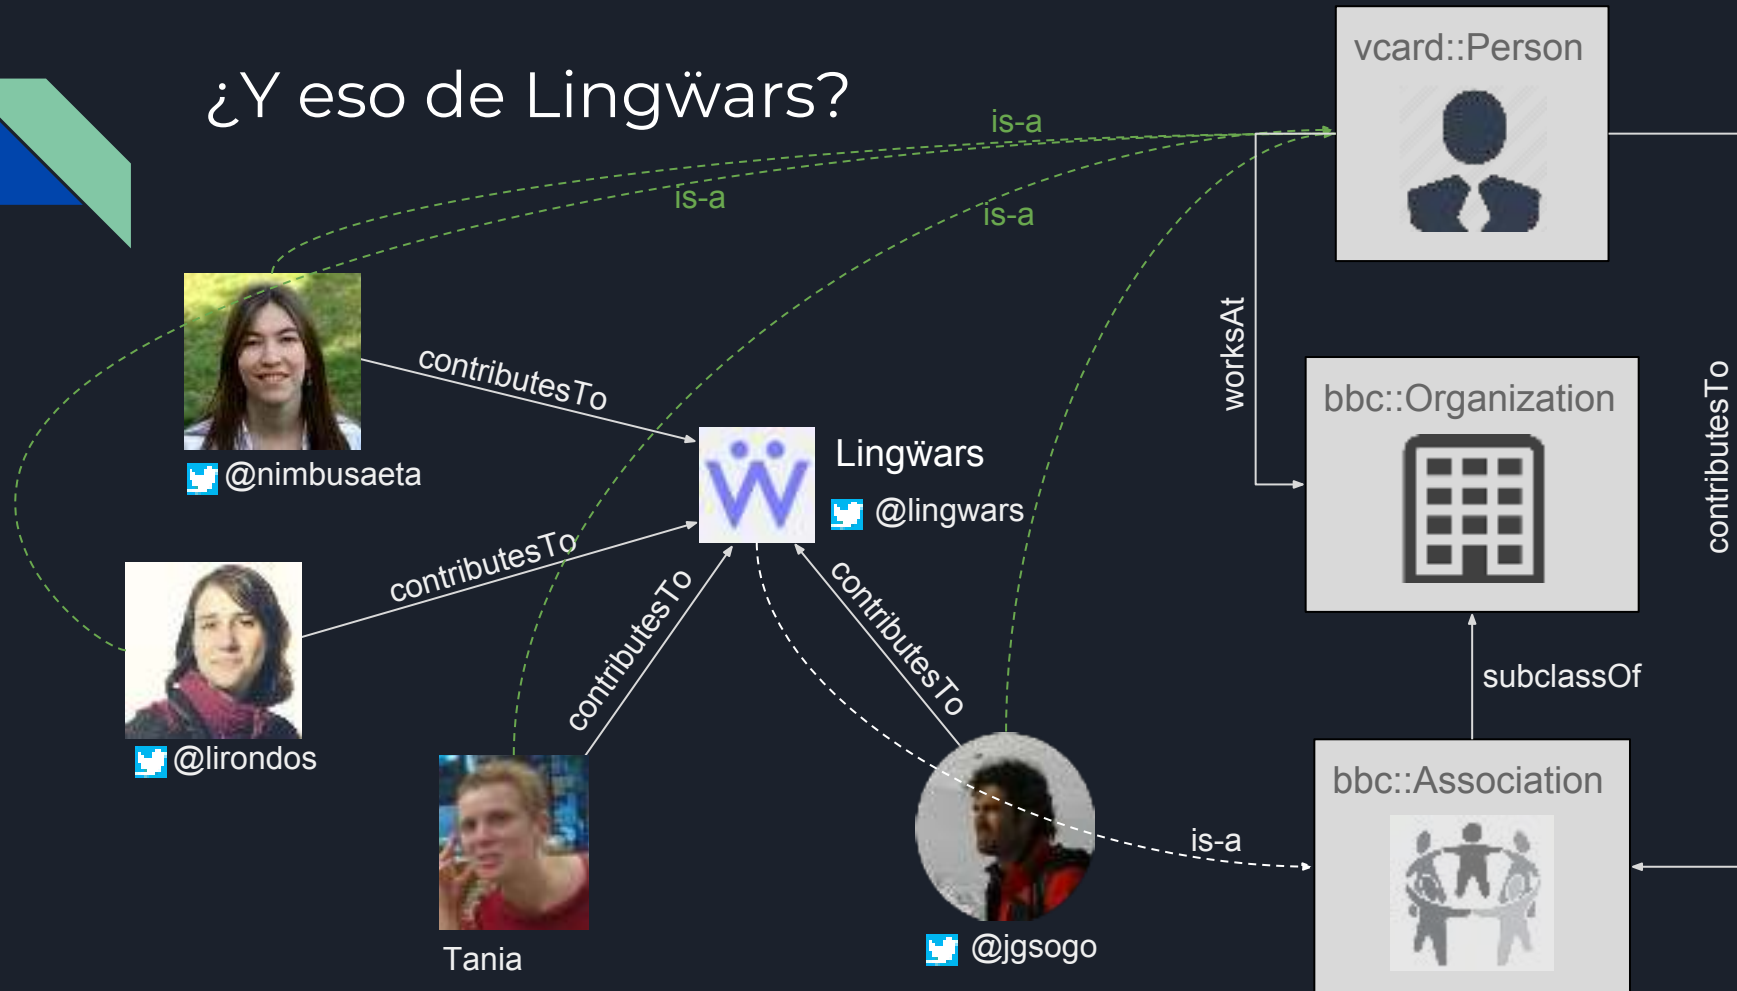 ¿Y eso de Lingẅars?
vcard::Person
is-a
is-a
is-a
worksAt
contributesTo
bbc::Organization
contributesTo
@nimbusaeta
Lingẅars
@lingwars
contributesTo
contributesTo
contributesTo
subclassOf
@lirondos
bbc::Association
is-a
Tania
@jgsogo
contributesTo
Ẅ